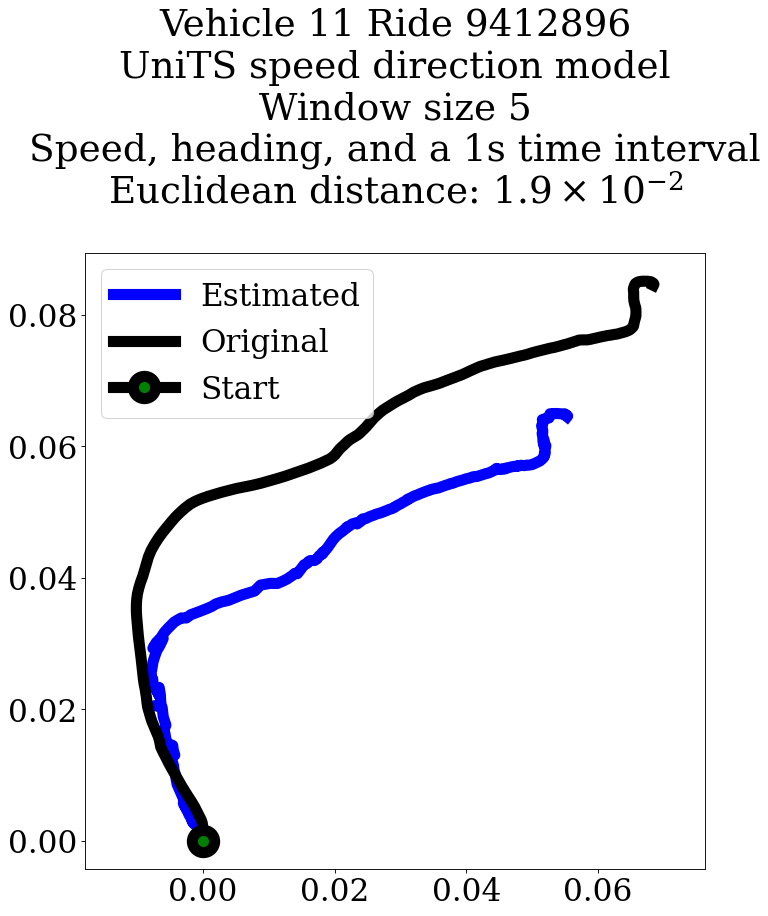 Vehicle 11 Ride 9412896
UniTS speed direction model
Window size 5
Speed, heading, and a 1s time interval
Euclidean distance: 1.9 × 10⁻²
Estimated
Original
Start
0.08
0.06
0.04
0.02
0.00
0.00 0.02 0.04 0.06